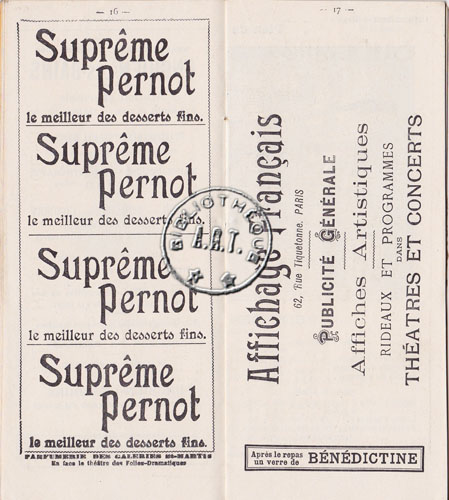 — 16 —
Suprême
Pernot
le meilleur des desserts fins.
Suprême
Pernot
le meilleur des desserts fins.
Suprême
Pernot
le meilleur des desserts fins.
Suprême
Pernot
le meilleur des desserts fins.
PARFUMERIE DES GALERIES St-MARTIN
En face le théâtre des Folies-Dramatiques
BIBLIOTHÈQUE
A.R.T.
— 17 —
Affichage Français
62, Rue Tiquetonne, PARIS
PUBLICITÉ GÉNÉRALE
Affiches Artistiques
RIDEAUX ET PROGRAMMES
DANS
THÉATRES ET CONCERTS
Après le repas
un verre de BÉNÉDICTINE